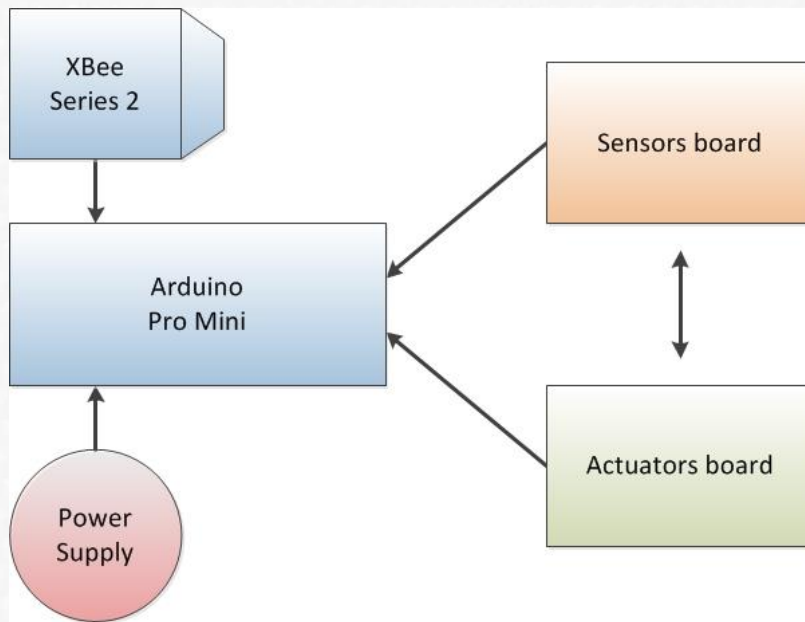 XBee
Series 2
Sensors board
Arduino
Pro Mini
Actuators board
Power
Supply